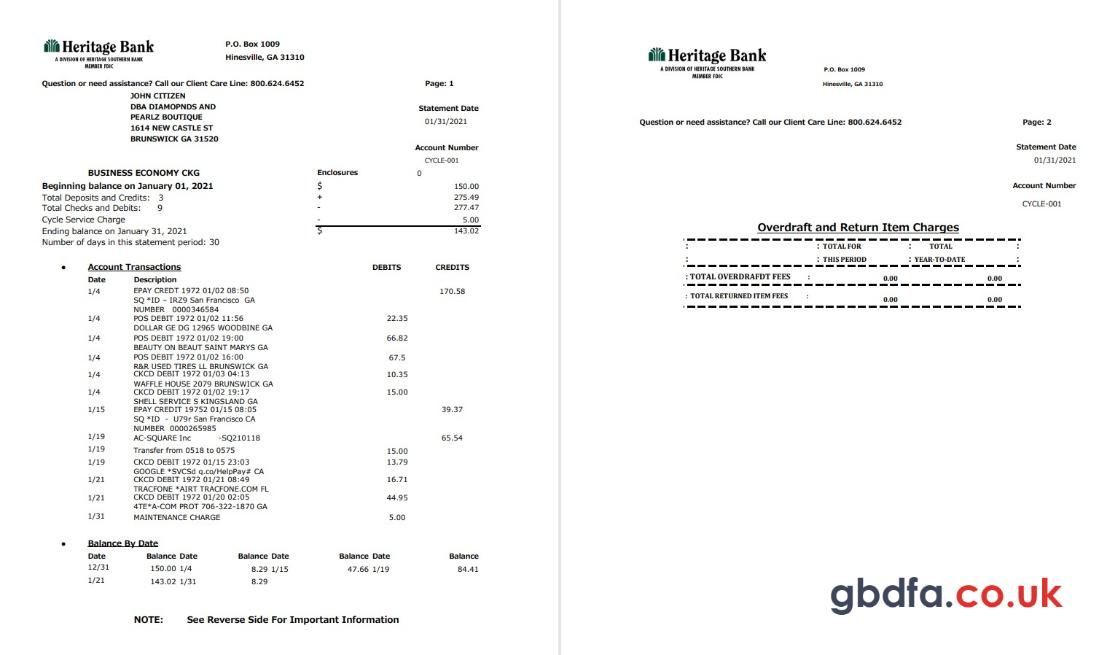 Heritage Bank
A DIVISION OF HERITAGE SOUTHERN BANK
MEMBER FDIC
P.O. Box 1009
Hinesville, GA 31310
Question or need assistance? Call our Client Care Line: 800.624.6452 Page: 1
JOHN CITIZEN
DBA DIAMOPNDS AND
PEARLZ BOUTIQUE
1614 NEW CASTLE ST
BRUNSWICK GA 31520
Statement Date
01/31/2021
Account Number
CYCLE-001
BUSINESS ECONOMY CKG Enclosures 0
Beginning balance on January 01, 2021 $ 150.00
Total Deposits and Credits: 3 + 275.49
Total Checks and Debits: 9 - 277.47
Cycle Service Charge - 5.00
Ending balance on January 31, 2021 $ 143.02
Number of days in this statement period: 30
• Account Transactions DEBITS CREDITS
Date Description
1/4 EPAY CREDT 1972 01/02 08:50 170.58
SQ *ID – IRZ9 San Francisco GA
NUMBER 0000346584
1/4 POS DEBIT 1972 01/02 11:56 22.35
DOLLAR GE DG 12965 WOODBINE GA
1/4 POS DEBIT 1972 01/02 19:00 66.82
BEAUTY ON BEAUT SAINT MARYS GA
1/4 POS DEBIT 1972 01/02 16:00 67.5
R&R USED TIRES LL BRUNSWICK GA
1/4 CKCD DEBIT 1972 01/03 04:13 10.35
WAFFLE HOUSE 2079 BRUNSWICK GA
1/4 CKCD DEBIT 1972 01/02 19:17 15.00
SHELL SERVICE S KINGSLAND GA
1/15 EPAY CREDIT 19752 01/15 08:05 39.37
SQ *ID - U79r San Francisco CA
NUMBER 0000265985
1/19 AC-SQUARE Inc -SQ210118 65.54
1/19 Transfer from 0518 to 0575 15.00
1/19 CKCD DEBIT 1972 01/15 23:03 13.79
GOOGLE *SVCSd q.co/HelpPay# CA
1/21 CKCD DEBIT 1972 01/21 08:49 16.71
TRACFONE *AIRT TRACFONE.COM FL
1/21 CKCD DEBIT 1972 01/20 02:05 44.95
4TE*A-COM PROT 706-322-1870 GA
1/31 MAINTENANCE CHARGE 5.00
• Balance By Date
Date Balance Date Balance Date Balance Date Balance
12/31 150.00 1/4 8.29 1/15 47.66 1/19 84.41
1/21 143.02 1/31 8.29
NOTE: See Reverse Side For Important Information
Heritage Bank
A DIVISION OF HERITAGE SOUTHERN BANK
MEMBER FDIC
P.O. Box 1009
Hinesville, GA 31310
Question or need assistance? Call our Client Care Line: 800.624.6452 Page: 2
Statement Date
01/31/2021
Account Number
CYCLE-001
Overdraft and Return Item Charges
: : TOTAL FOR TOTAL :
: : THIS PERIOD : YEAR-TO-DATE :
: TOTAL OVERDRAFDT FEES : 0.00 0.00
: TOTAL RETURNED ITEM FEES : 0.00 0.00
gbdfa.co.uk